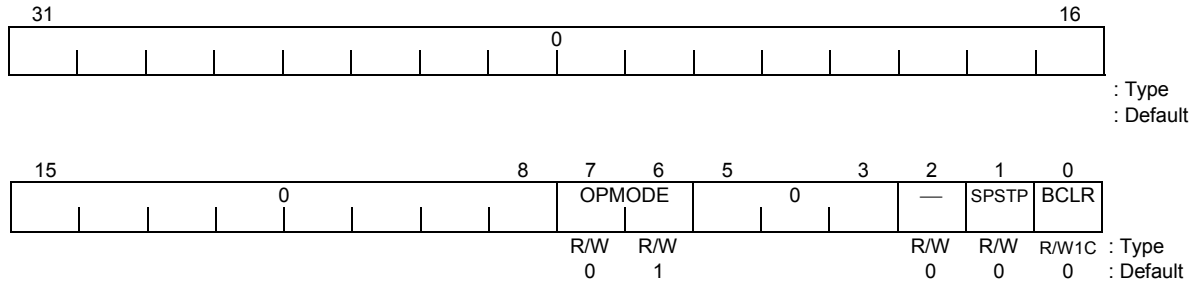 31 16
0
: Type
: Default
15 8 7 6 5 3 2 1 0
0 OPMODE 0 — SPSTP BCLR
R/W R/W R/W R/W R/W1C : Type
0 1 0 0 0 : Default